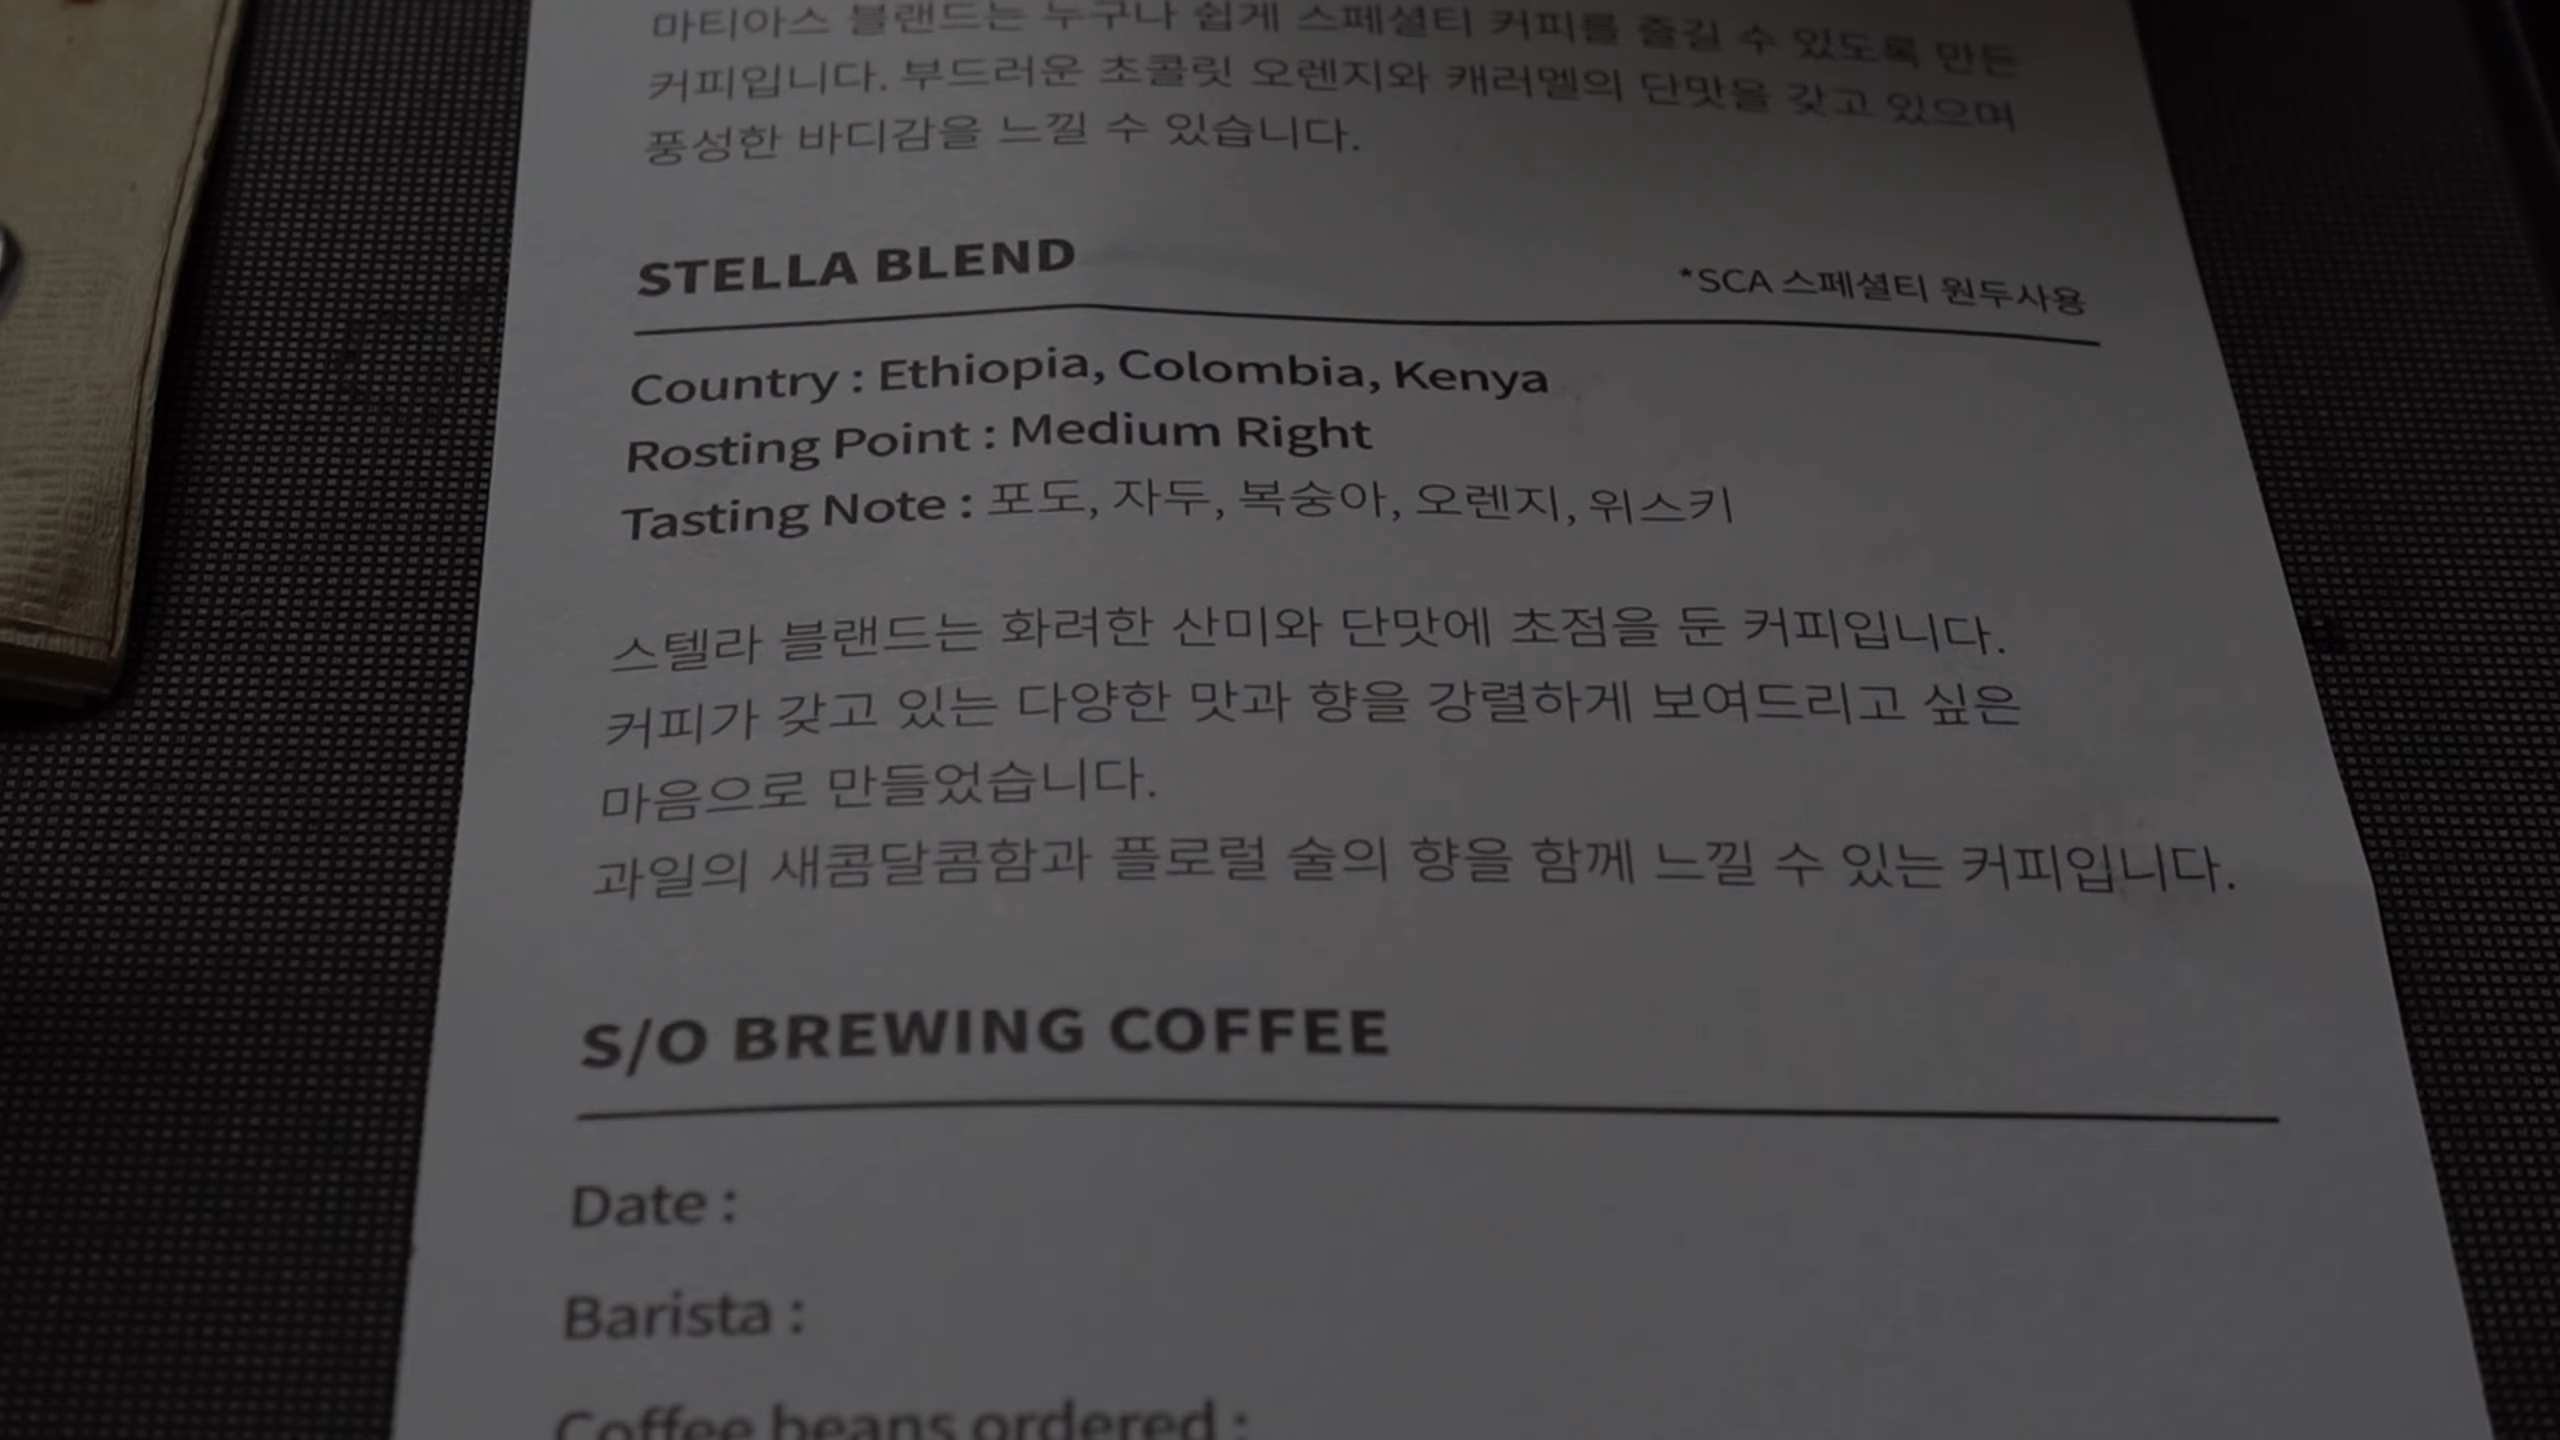 마티아스 블랜드는 누구나 쉽게 스페셜티 커피를 즐길 수 있도록 만든
커피입니다. 부드러운 초콜릿 오렌지와 캐러멜의 단맛을 갖고 있으며
풍성한 바디감을 느낄 수 있습니다.
STELLA BLEND
*SCA 스페셜티 원두사용
Country : Ethiopia, Colombia, Kenya
Rosting Point : Medium Right
Tasting Note : 포도, 자두, 복숭아, 오렌지, 위스키
스텔라 블랜드는 화려한 산미와 단맛에 초점을 둔 커피입니다.
커피가 갖고 있는 다양한 맛과 향을 강렬하게 보여드리고 싶은
마음으로 만들었습니다.
과일의 새콤달콤함과 플로럴 술의 향을 함께 느낄 수 있는 커피입니다.
S/O BREWING COFFEE
Date :
Barista :
Coffee beans ordered :